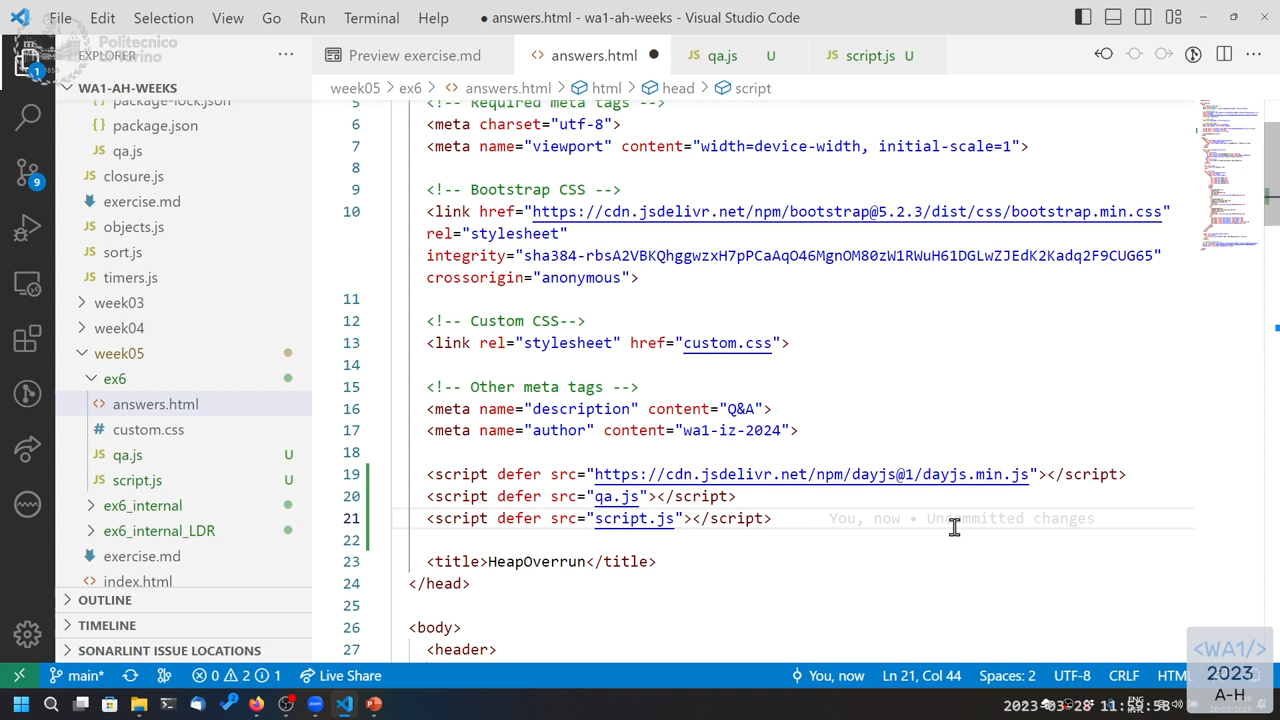 File Edit Selection View Go Run Terminal Help
● answers.html - wa1-ah-weeks - Visual Studio Code
Politecnico
EXPLORER
WA1-AH-WEEKS
package-lock.json
package.json
qa.js
closure.js
exercise.md
objects.js
sort.js
timers.js
week03
week04
week05
ex6
answers.html
custom.css
qa.js U
script.js U
ex6_internal
ex6_internal_LDR
exercise.md
index.html
OUTLINE
TIMELINE
SONARLINT ISSUE LOCATIONS
Preview exercise.md answers.html qa.js U script.js U
week05 > ex6 > answers.html > html > head > script
5 <!-- Required meta tags -->
6 <meta charset="utf-8">
7 <meta name="viewport" content="width=device-width, initial-scale=1">
8
9 <!-- Bootstrap CSS -->
10 <link href="https://cdn.jsdelivr.net/npm/bootstrap@5.2.3/dist/css/bootstrap.min.css"
rel="stylesheet"
integrity="sha384-rbsA2VBKQhggwzxH7pPCaAqO46MgnOM80zW1RWuH61DGLwZJEdK2Kadq2F9CUG65"
crossorigin="anonymous">
11
12 <!-- Custom CSS-->
13 <link rel="stylesheet" href="custom.css">
14
15 <!-- Other meta tags -->
16 <meta name="description" content="Q&A">
17 <meta name="author" content="wa1-iz-2024">
18
19 <script defer src="https://cdn.jsdelivr.net/npm/dayjs@1/dayjs.min.js"></script>
20 <script defer src="qa.js"></script>
21 <script defer src="script.js"></script> You, now • Uncommitted changes
22
23 <title>HeapOverrun</title>
24 </head>
25
26 <body>
27 <header>
1
9
main* 0 2 1 Live Share
You, now Ln 21, Col 44 Spaces: 2 UTF-8 CRLF HTML
<WA1/>
2023
A-H
zoom
ENG